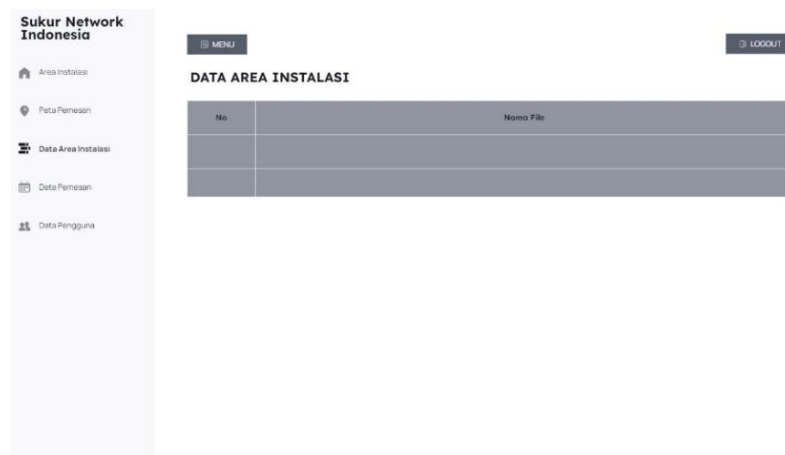 Sukur Network
Indonesia
Area Instalasi
Peta Pemesan
Data Area Instalasi
Data Pemesan
Data Pengguna
MENU
LOGOUT
DATA AREA INSTALASI
No
Nama File